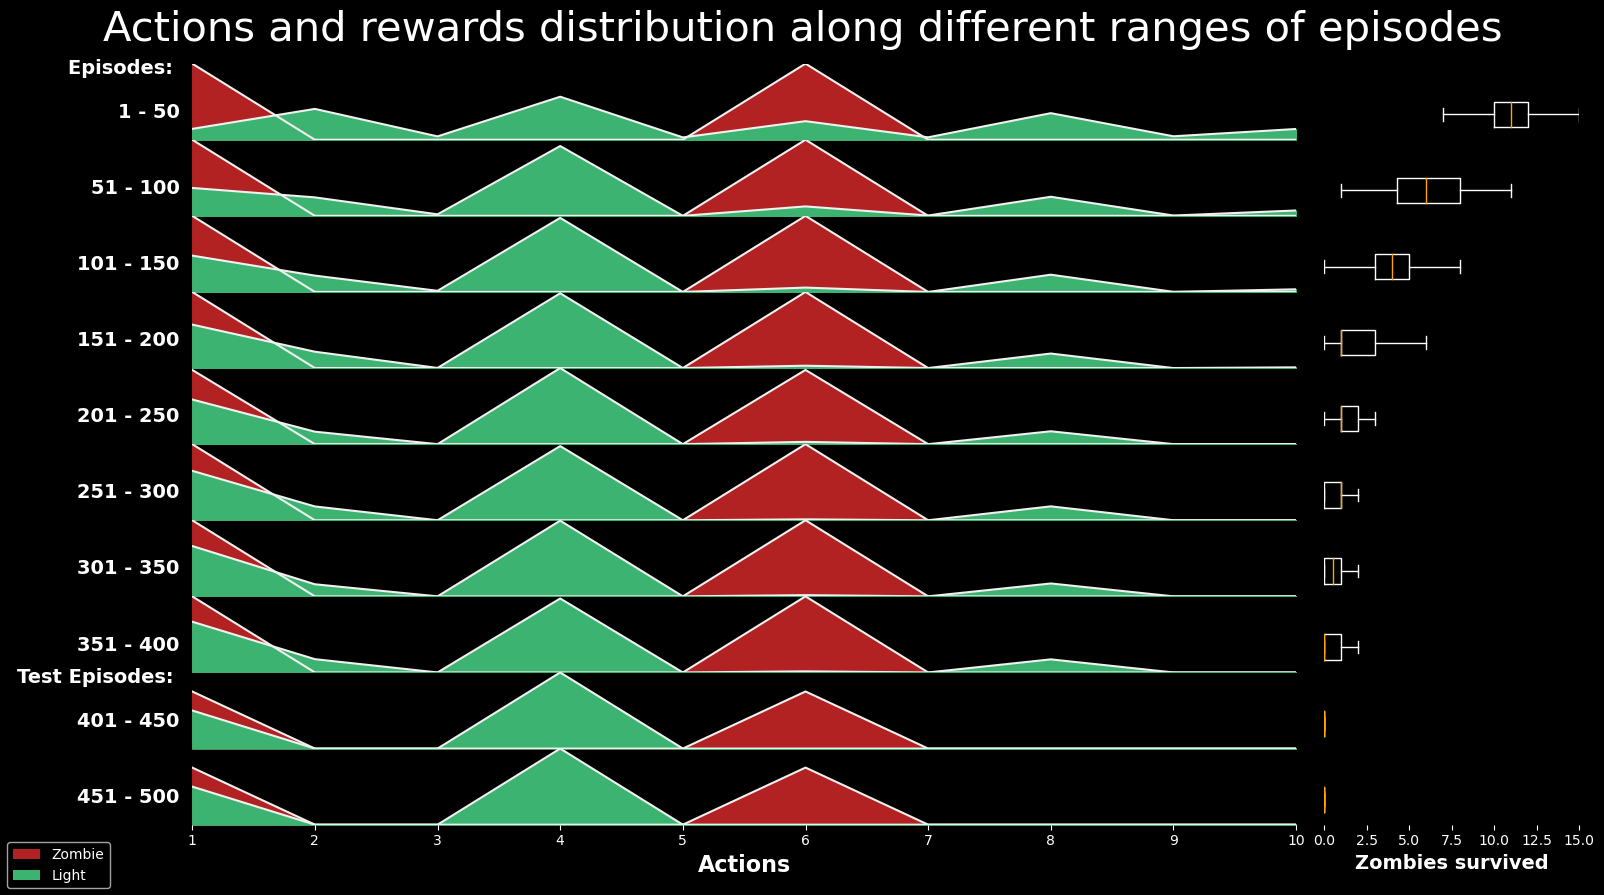 Actions and rewards distribution along different ranges of episodes
Episodes:
1 - 50
51 - 100
101 - 150
151 - 200
201 - 250
251 - 300
301 - 350
351 - 400
Test Episodes:
401 - 450
451 - 500
1 2 3 4 5 6 7 8 9 10
0.0 2.5 5.0 7.5 10.0 12.5 15.0
Actions
Zombies survived
Zombie
Light